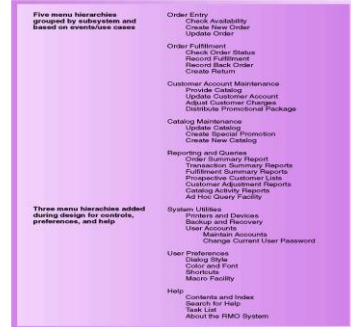 Five menu hierarchies
grouped by subsystem and
based on events/use cases
Order Entry
Check Availability
Create New Order
Update Order
Order Fulfillment
Check Order Status
Record Fulfillment
Record Back Order
Create Return
Customer Account Maintenance
Provide Catalog
Update Customer Account
Adjust Customer Charges
Distribute Promotional Package
Catalog Maintenance
Update Catalog
Create Special Promotion
Create New Catalog
Reporting and Queries
Order Summary Report
Transaction Summary Reports
Fulfillment Summary Reports
Prospective Customer Lists
Customer Adjustment Reports
Catalog Activity Reports
Ad Hoc Query Facility
Three menu hierarchies added
during design for controls,
preferences, and help
System Utilities
Printers and Devices
Backup and Recovery
User Accounts
Maintain Accounts
Change Current User Password
User Preferences
Dialog Style
Color and Font
Shortcuts
Macro Facility
Help
Contents and Index
Search for Help
Task List
About the RMO System